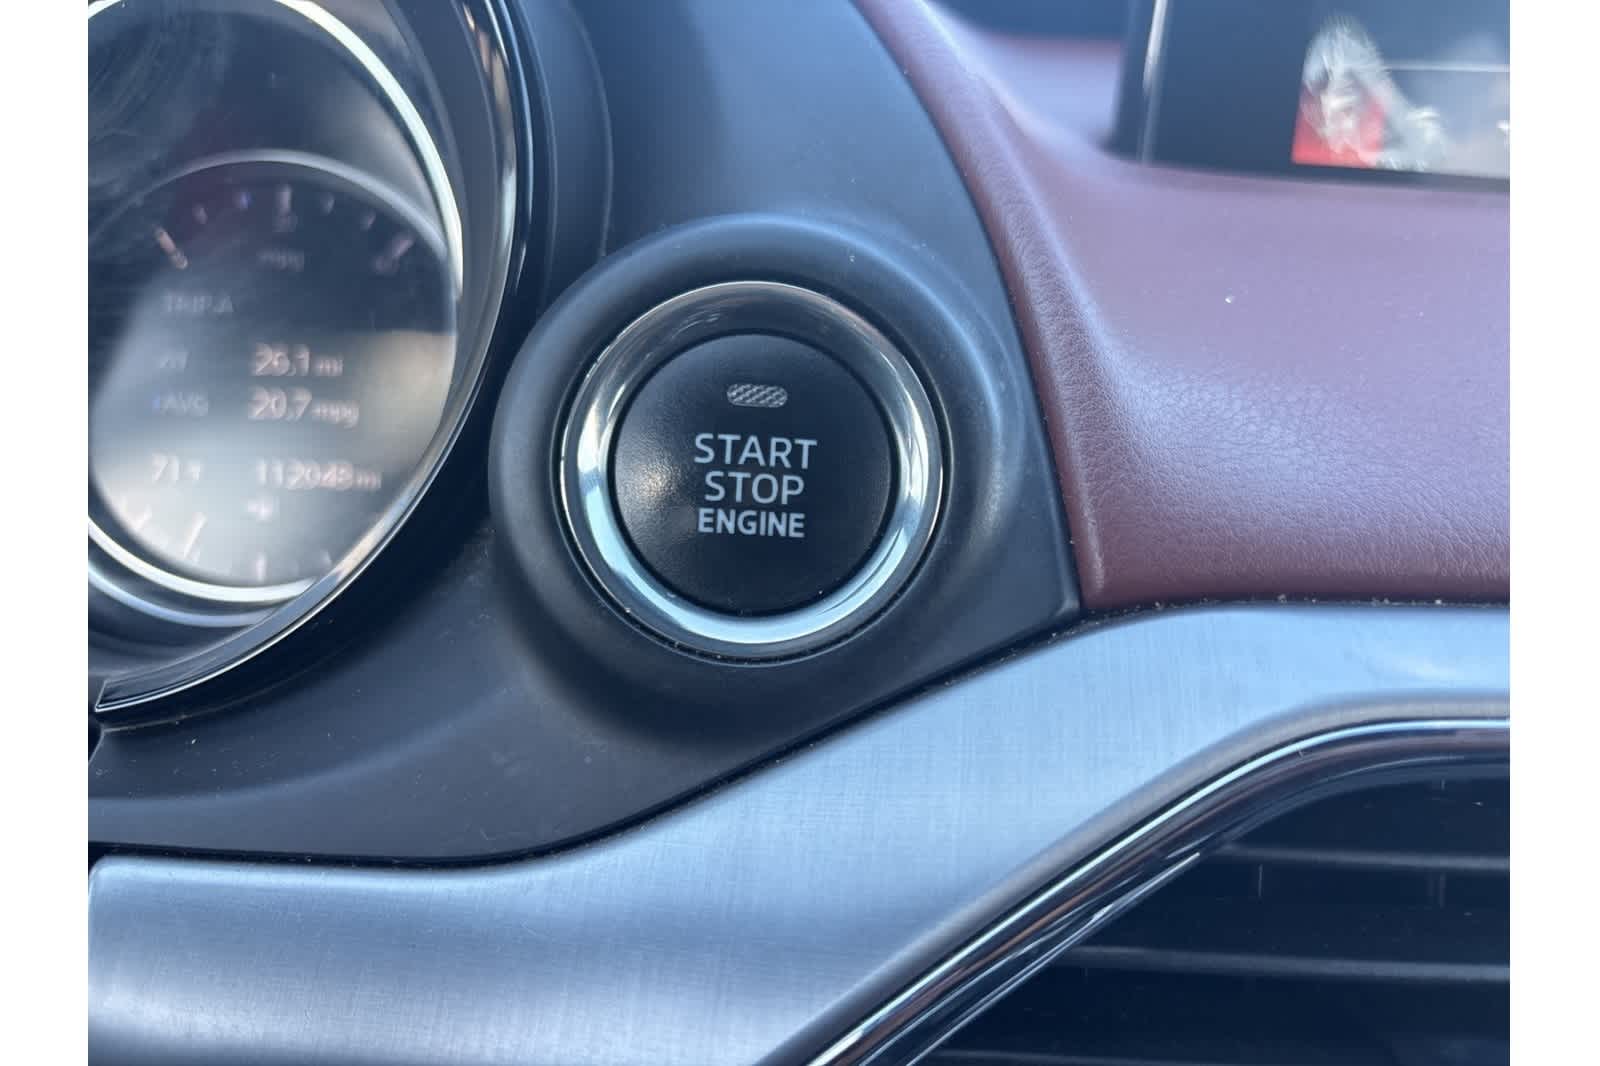 TRIP A
26.1 mi
AVG 20.7 mpg
71°F 112048 mi
START
STOP
ENGINE